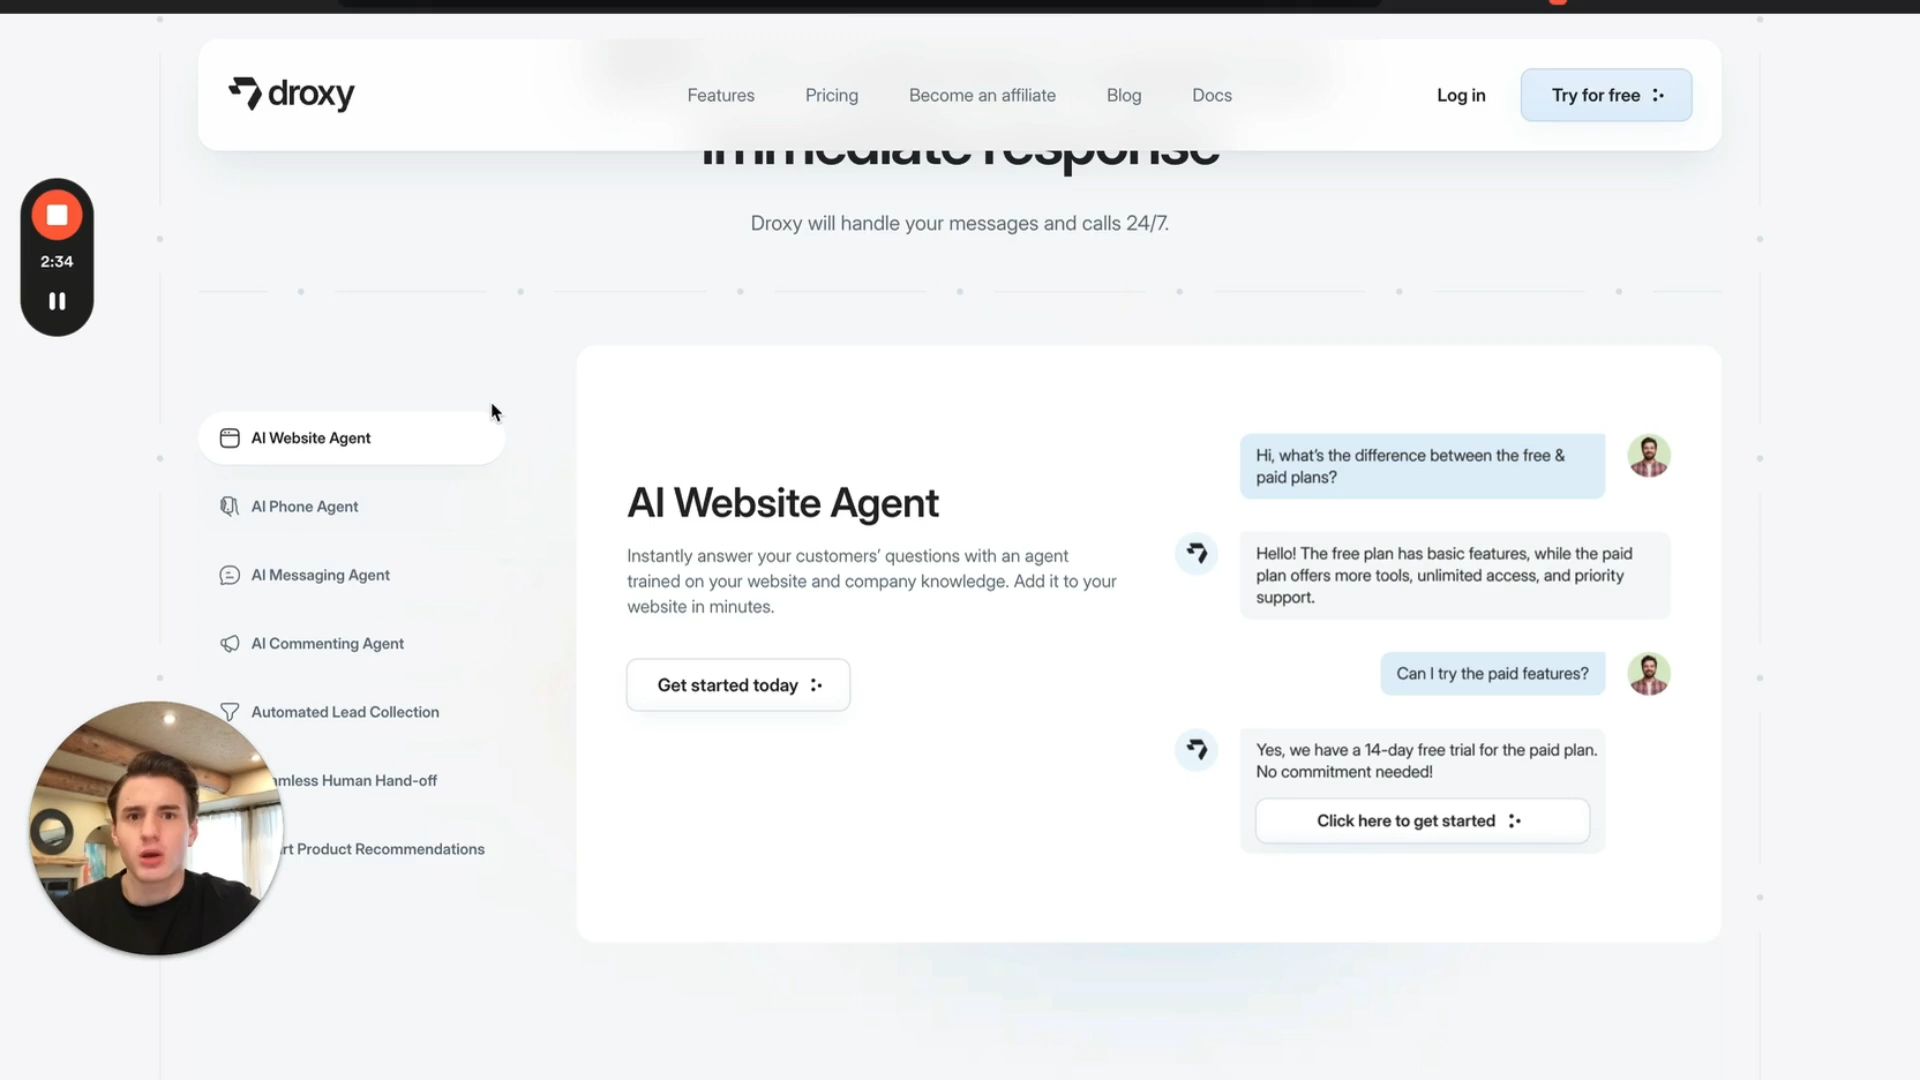 droxy
Features
Pricing
Become an affiliate
Blog
Docs
Log in
Try for free
immediate response
Droxy will handle your messages and calls 24/7.
2:34
AI Website Agent
AI Phone Agent
AI Messaging Agent
AI Commenting Agent
Automated Lead Collection
Human Hand-off
Product Recommendations
AI Website Agent
Instantly answer your customers' questions with an agent
trained on your website and company knowledge. Add it to your
website in minutes.
Get started today
Hi, what's the difference between the free &
paid plans?
Hello! The free plan has basic features, while the paid
plan offers more tools, unlimited access, and priority
support.
Can I try the paid features?
Yes, we have a 14-day free trial for the paid plan.
No commitment needed!
Click here to get started